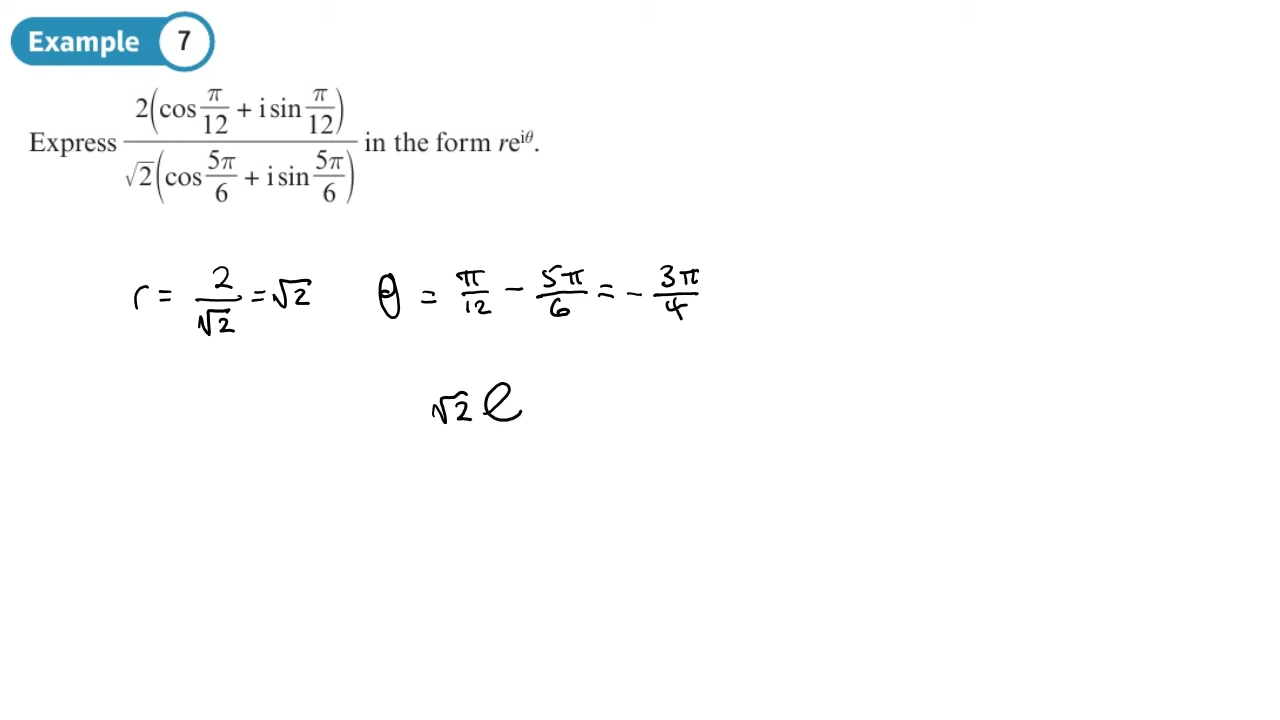 Example 7
Express 2(cos π/12 + i sin π/12) / √2(cos 5π/6 + i sin 5π/6) in the form re^iθ.
r = 2/√2 = √2 θ = π/12 − 5π/6 = − 3π/4
√2 e